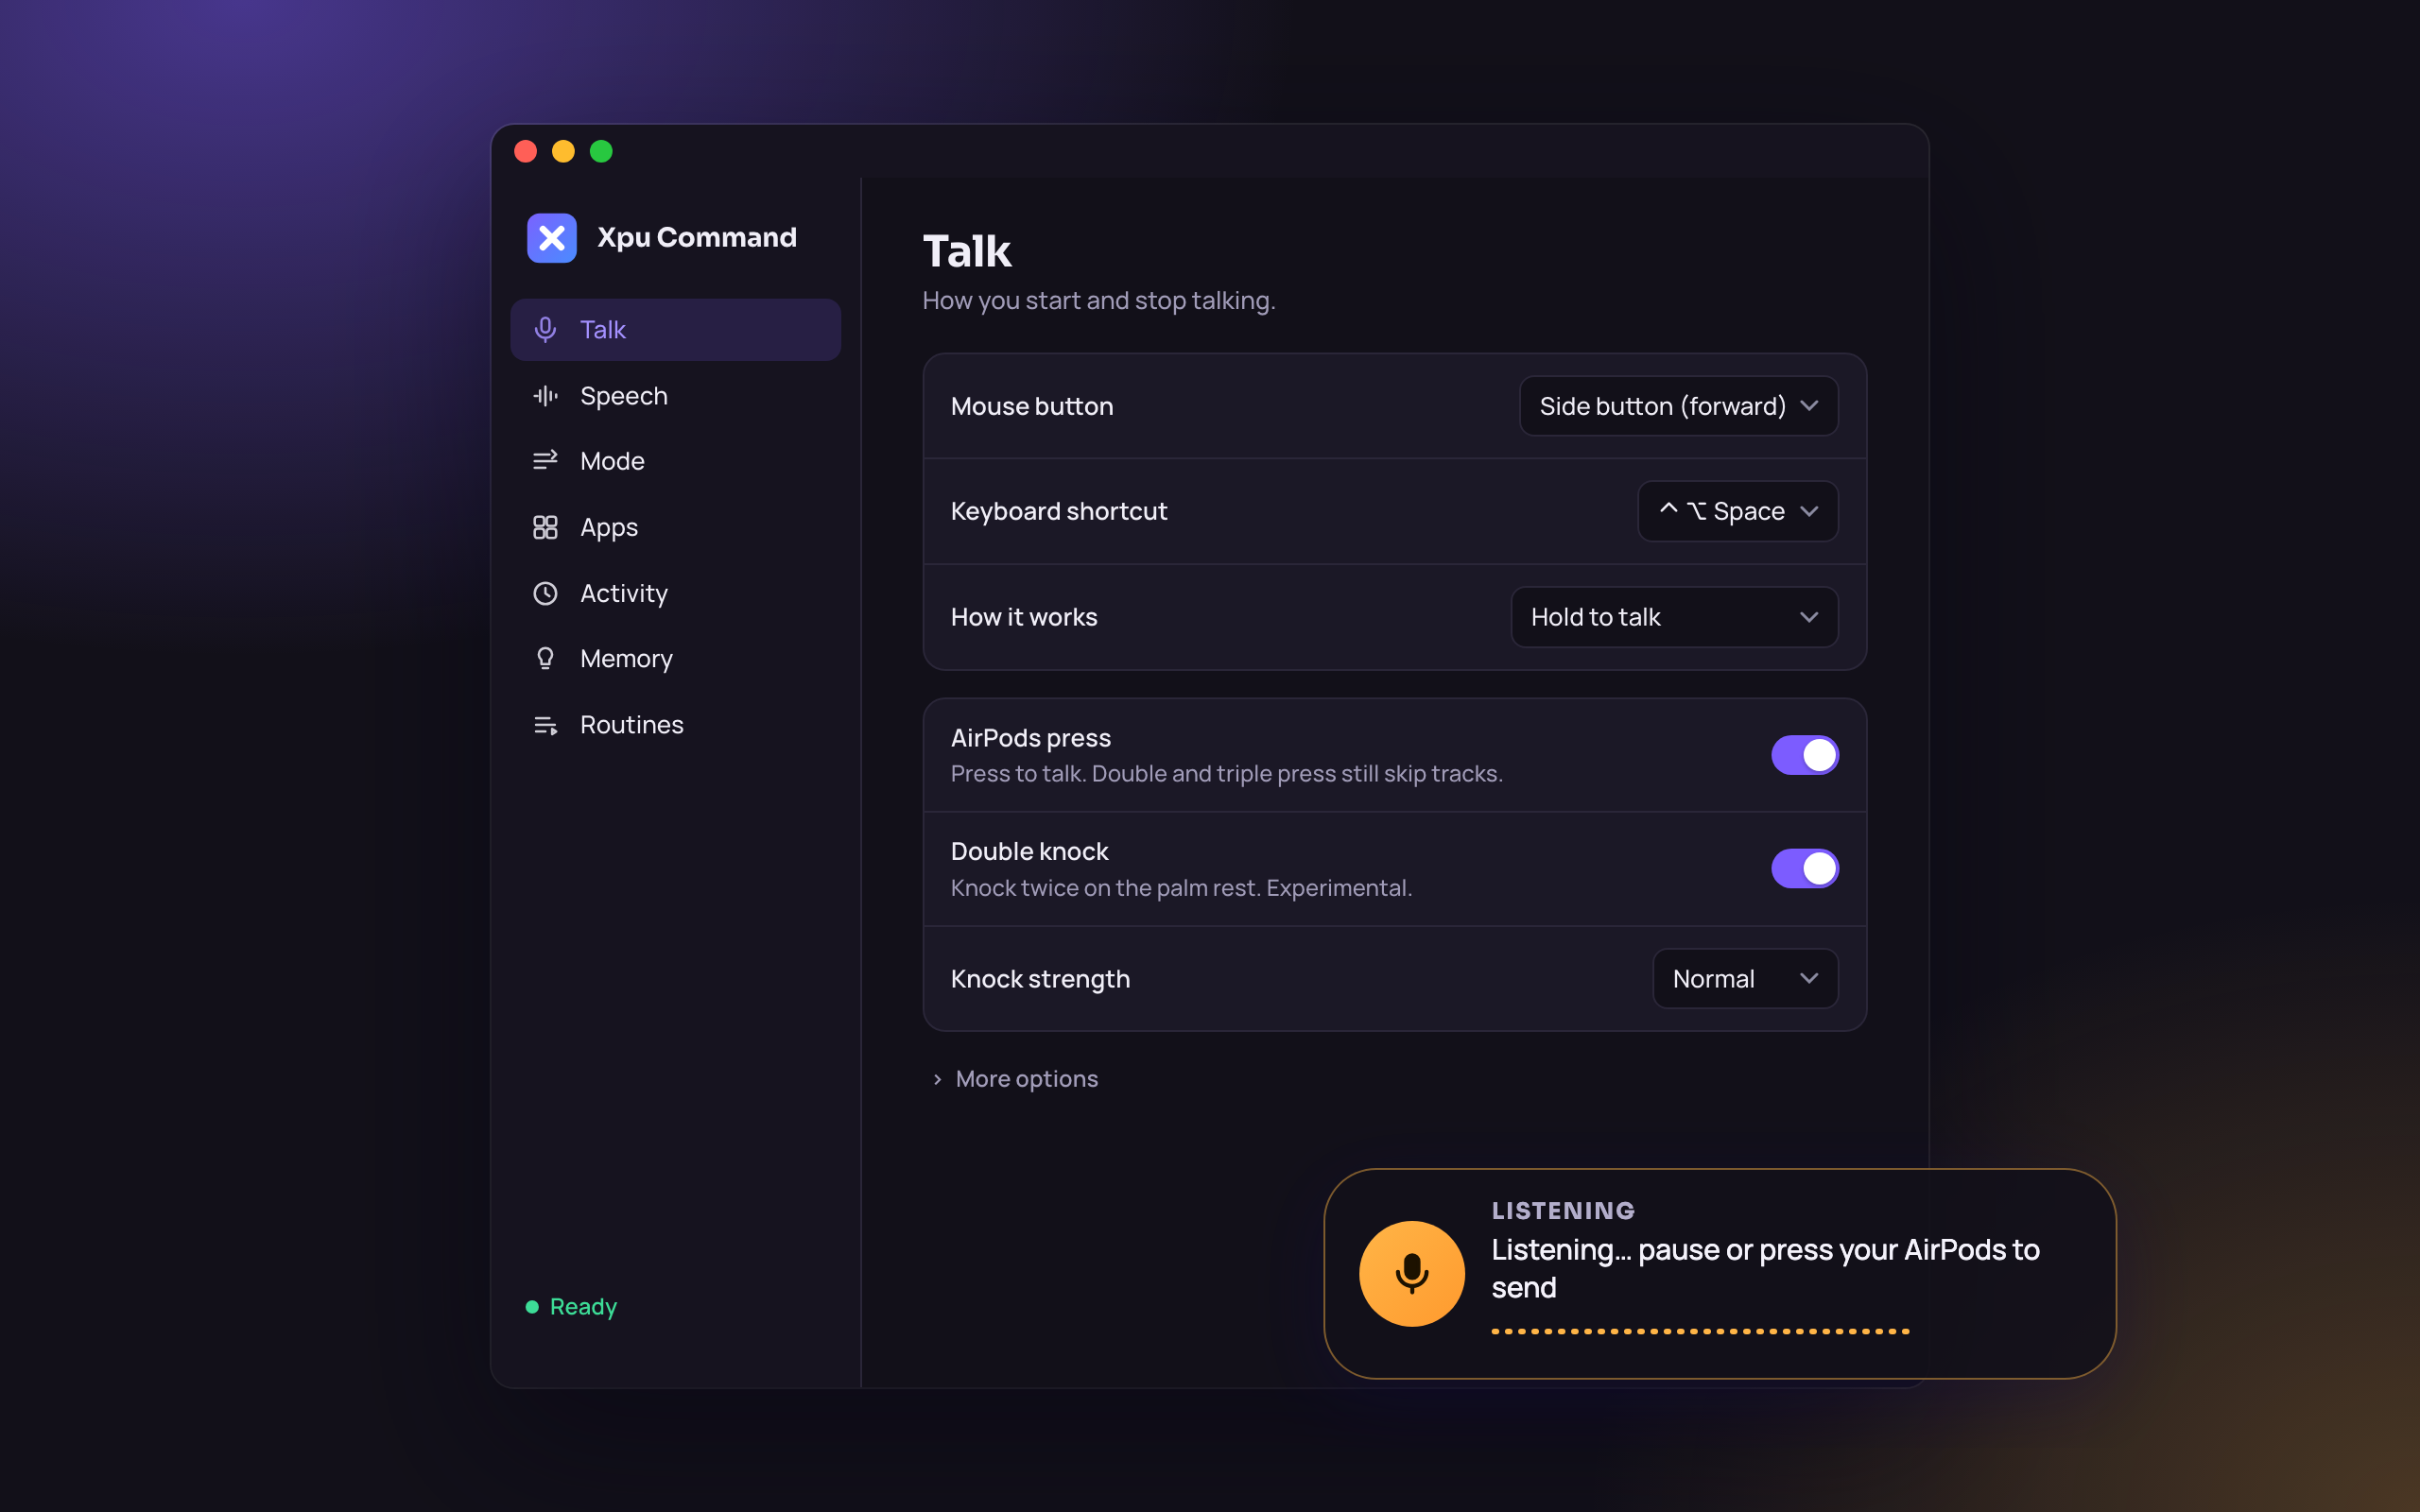 Xpu Command
Talk
Speech
Mode
Apps
Activity
Memory
Routines
Ready
Talk
How you start and stop talking.
Mouse button
Side button (forward)
Keyboard shortcut
⌃ ⌥ Space
How it works
Hold to talk
AirPods press
Press to talk. Double and triple press still skip tracks.
Double knock
Knock twice on the palm rest. Experimental.
Knock strength
Normal
More options
LISTENING
Listening... pause or press your AirPods to
send